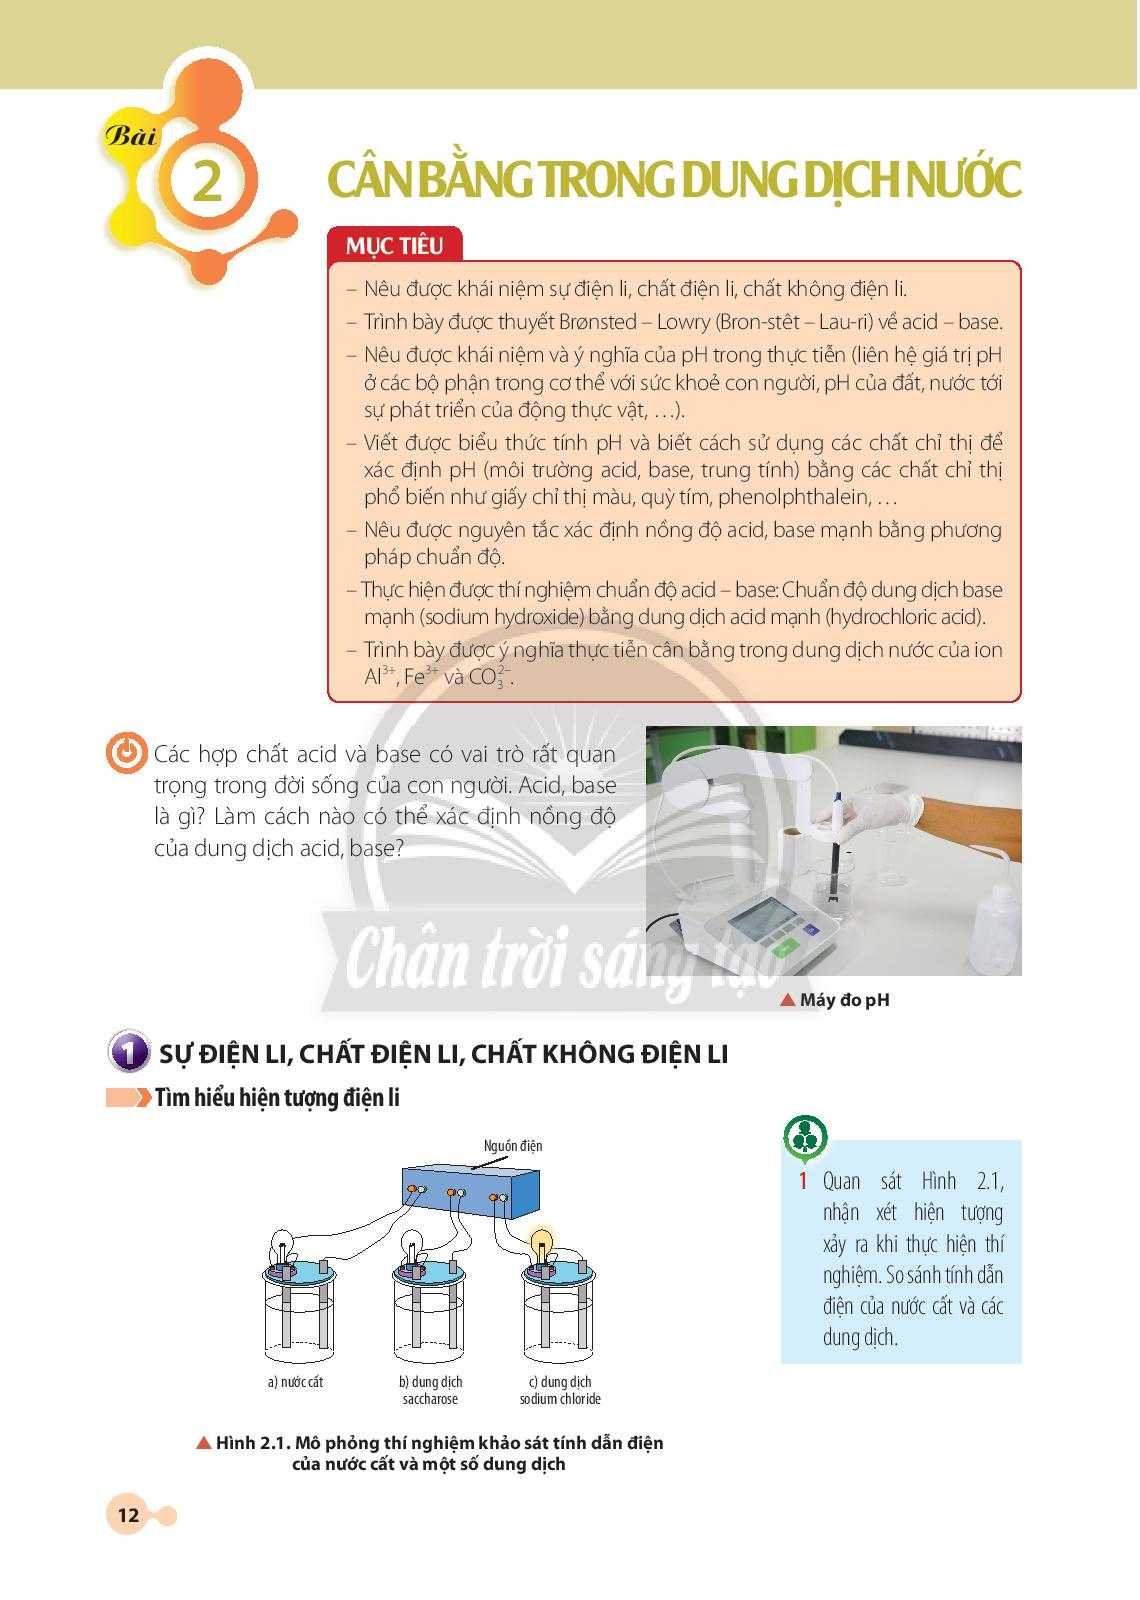 Bài
2
CÂN BẰNG TRONG DUNG DỊCH NƯỚC
MỤC TIÊU
– Nêu được khái niệm sự điện li, chất điện li, chất không điện li.
– Trình bày được thuyết Brønsted – Lowry (Bron-stêt – Lau-ri) về acid – base.
– Nêu được khái niệm và ý nghĩa của pH trong thực tiễn (liên hệ giá trị pH
ở các bộ phận trong cơ thể với sức khoẻ con người, pH của đất, nước tới
sự phát triển của động thực vật, …).
– Viết được biểu thức tính pH và biết cách sử dụng các chất chỉ thị để
xác định pH (môi trường acid, base, trung tính) bằng các chất chỉ thị
phổ biến như giấy chỉ thị màu, quỳ tím, phenolphthalein, …
– Nêu được nguyên tắc xác định nồng độ acid, base mạnh bằng phương
pháp chuẩn độ.
– Thực hiện được thí nghiệm chuẩn độ acid – base: Chuẩn độ dung dịch base
mạnh (sodium hydroxide) bằng dung dịch acid mạnh (hydrochloric acid).
– Trình bày được ý nghĩa thực tiễn cân bằng trong dung dịch nước của ion
Al³⁺, Fe³⁺ và CO₃²⁻.
Các hợp chất acid và base có vai trò rất quan
trọng trong đời sống của con người. Acid, base
là gì? Làm cách nào có thể xác định nồng độ
của dung dịch acid, base?
Chân trời sáng tạo
▲ Máy đo pH
1 SỰ ĐIỆN LI, CHẤT ĐIỆN LI, CHẤT KHÔNG ĐIỆN LI
Tìm hiểu hiện tượng điện li
Nguồn điện
a) nước cất
b) dung dịch
saccharose
c) dung dịch
sodium chloride
▲ Hình 2.1. Mô phỏng thí nghiệm khảo sát tính dẫn điện
của nước cất và một số dung dịch
1 Quan sát Hình 2.1,
nhận xét hiện tượng
xảy ra khi thực hiện thí
nghiệm. So sánh tính dẫn
điện của nước cất và các
dung dịch.
12